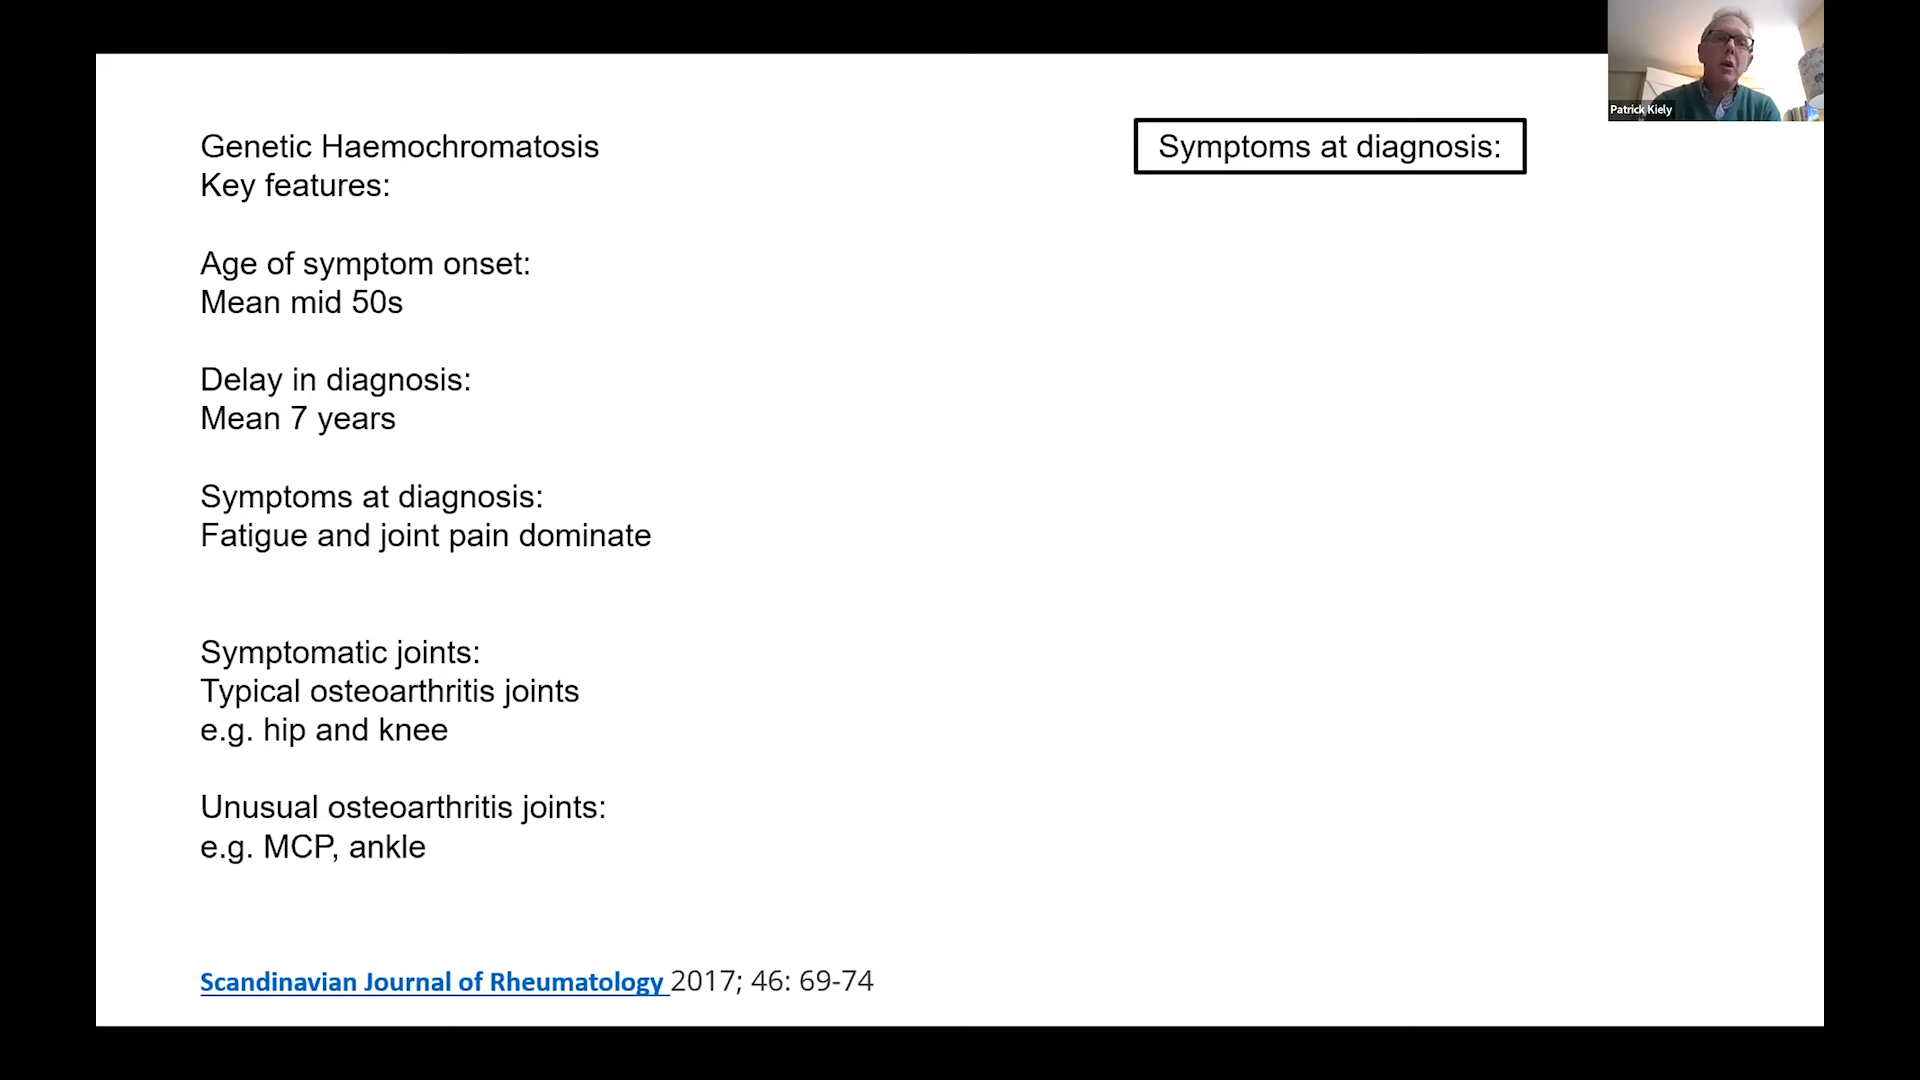 Genetic Haemochromatosis
Key features:
Age of symptom onset:
Mean mid 50s
Delay in diagnosis:
Mean 7 years
Symptoms at diagnosis:
Fatigue and joint pain dominate
Symptomatic joints:
Typical osteoarthritis joints
e.g. hip and knee
Unusual osteoarthritis joints:
e.g. MCP, ankle
Scandinavian Journal of Rheumatology 2017; 46: 69-74
Symptoms at diagnosis:
Patrick Kiely